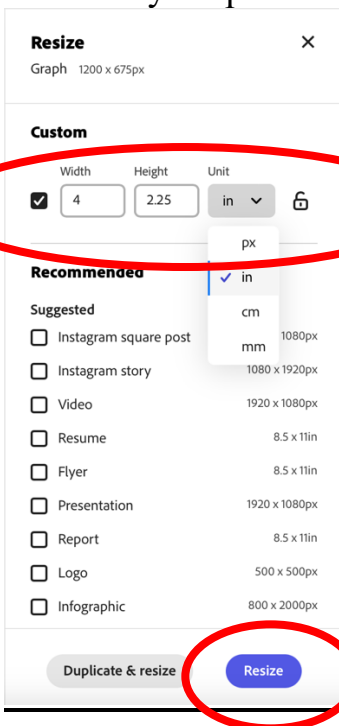 Resize
Graph 1200 x 675px
Custom
Width Height Unit
4 2.25 in
px
in
cm
mm
Recommended
Suggested
Instagram square post 1080px
Instagram story 1080 x 1920px
Video 1920 x 1080px
Resume 8.5 x 11in
Flyer 8.5 x 11in
Presentation 1920 x 1080px
Report 8.5 x 11in
Logo 500 x 500px
Infographic 800 x 2000px
Duplicate & resize Resize